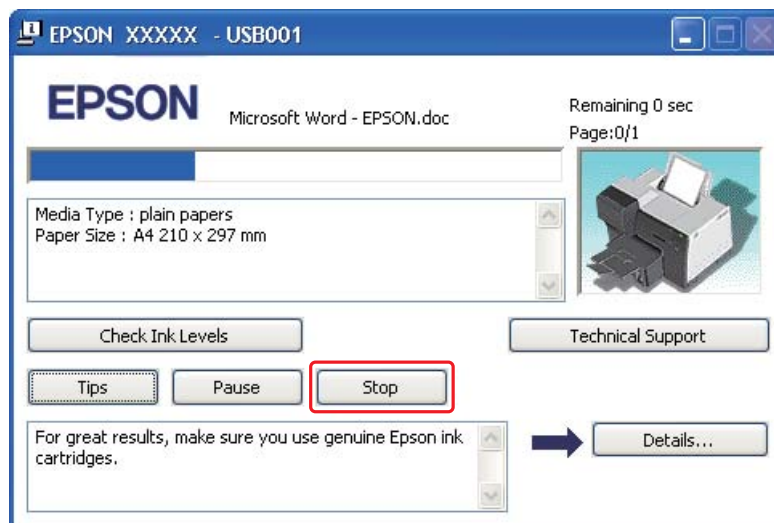 EPSON XXXXX - USB001
EPSON
Microsoft Word - EPSON.doc
Remaining 0 sec
Page:0/1
Media Type : plain papers
Paper Size : A4 210 x 297 mm
Check Ink Levels
Technical Support
Tips
Pause
Stop
For great results, make sure you use genuine Epson ink
cartridges.
Details...